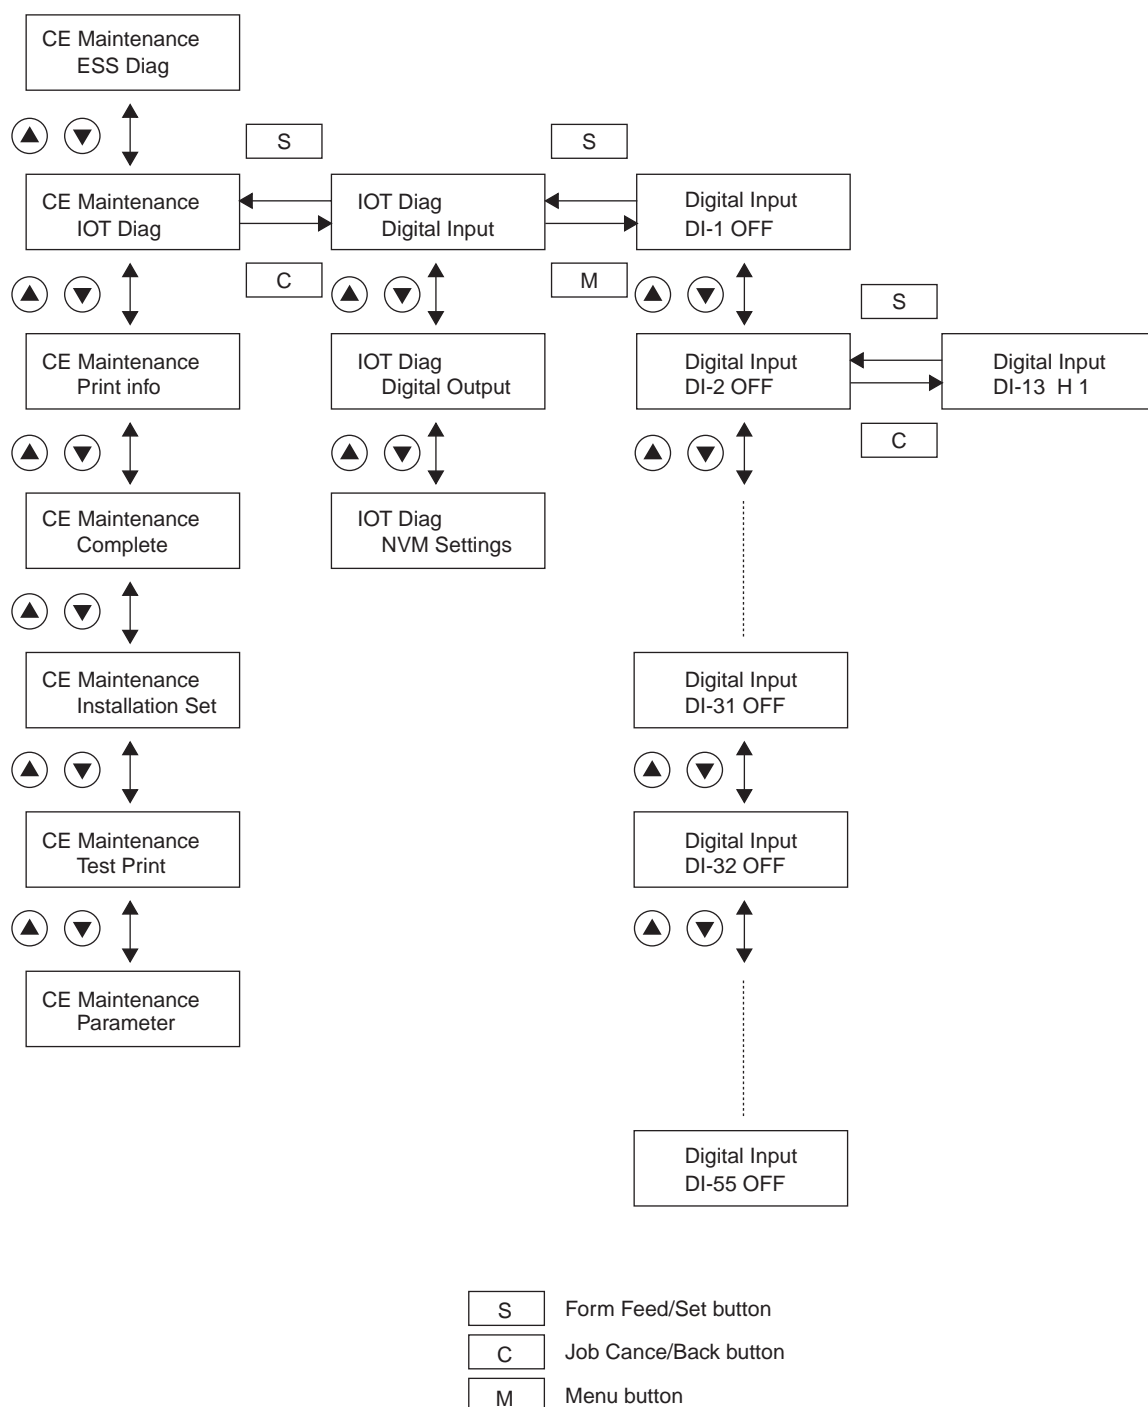 CE Maintenance
ESS Diag
S
S
CE Maintenance
IOT Diag
IOT Diag
Digital Input
Digital Input
DI-1 OFF
C
M
S
CE Maintenance
Print info
IOT Diag
Digital Output
Digital Input
DI-2 OFF
Digital Input
DI-13 H 1
C
CE Maintenance
Complete
IOT Diag
NVM Settings
CE Maintenance
Installation Set
Digital Input
DI-31 OFF
CE Maintenance
Test Print
Digital Input
DI-32 OFF
CE Maintenance
Parameter
Digital Input
DI-55 OFF
S Form Feed/Set button
C Job Cance/Back button
M Menu button